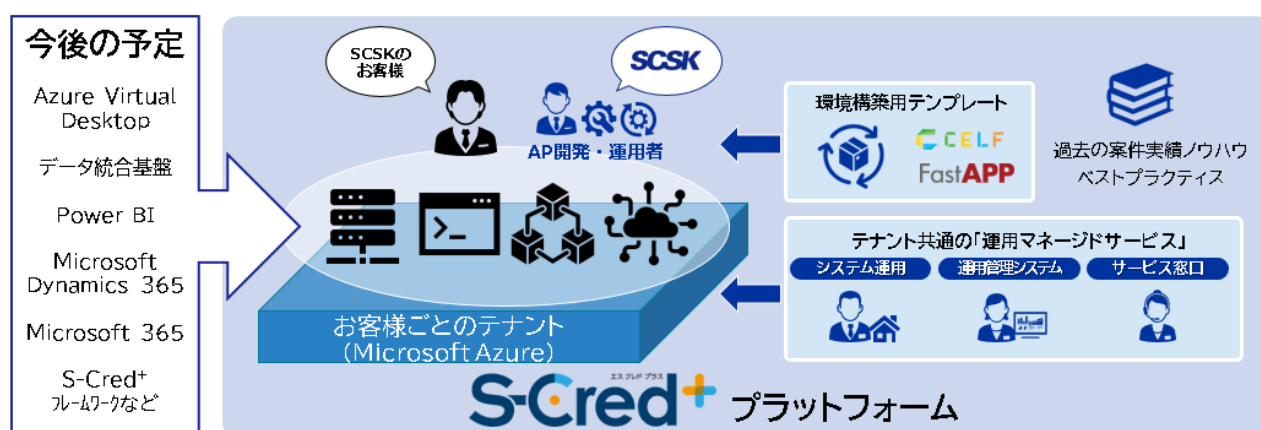 今後の予定
Azure Virtual
Desktop
データ統合基盤
Power BI
Microsoft
Dynamics 365
Microsoft 365
S-Cred+
フレームワークなど
SCSKの
お客様
SCSK
AP開発・運用者
お客様ごとのテナント
(Microsoft Azure)
環境構築用テンプレート
CELF
FastAPP
過去の案件実績ノウハウ
ベストプラクティス
テナント共通の「運用マネージドサービス」
システム運用
運用管理システム
サービス窓口
エス クレド プラス
S-Cred+ プラットフォーム